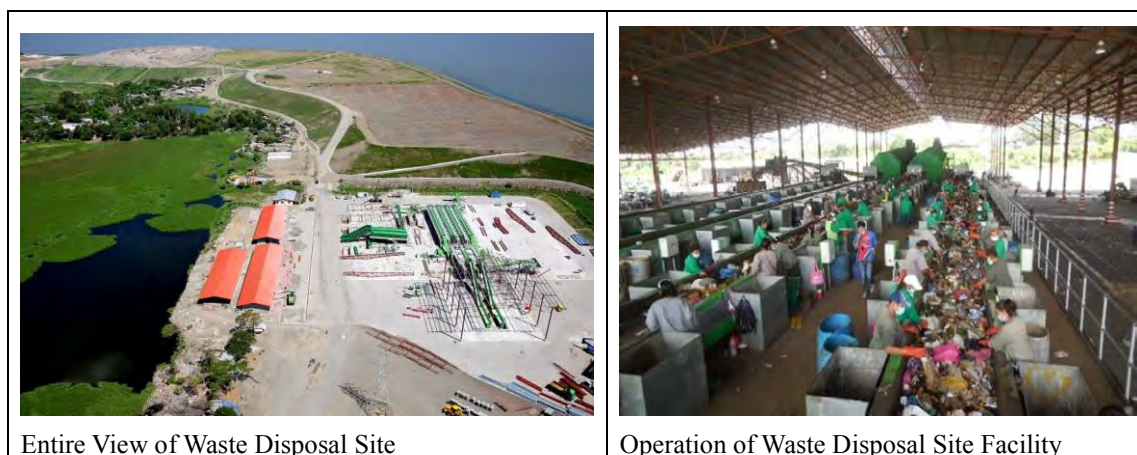 Entire View of Waste Disposal Site
Operation of Waste Disposal Site Facility